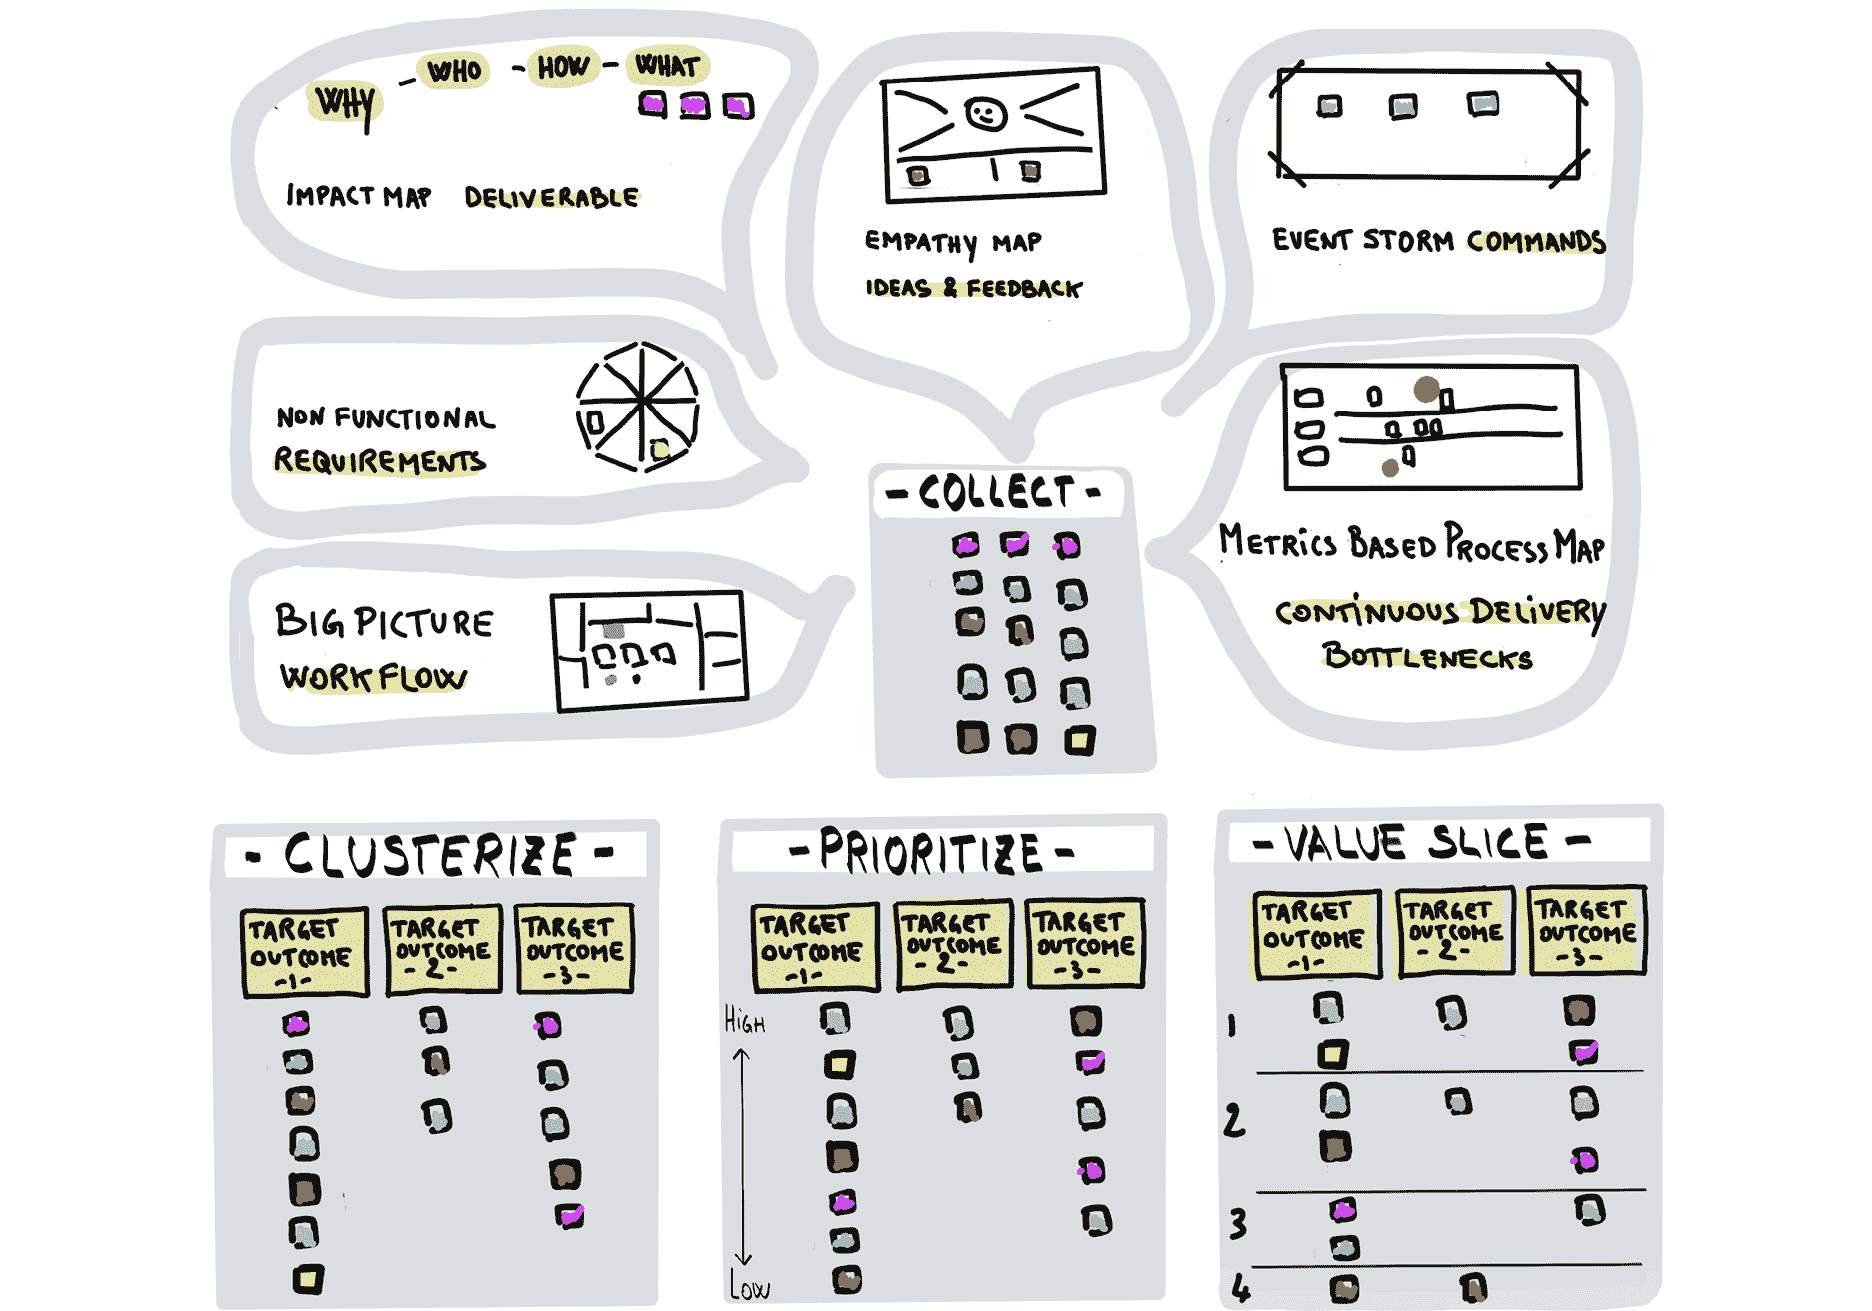 WHY - WHO - HOW - WHAT
IMPACT MAP DELIVERABLE
EMPATHY MAP
IDEAS & FEEDBACK
EVENT STORM COMMANDS
NON FUNCTIONAL
REQUIREMENTS
BIG PICTURE
WORKFLOW
- COLLECT -
METRICS BASED PROCESS MAP
CONTINUOUS DELIVERY
BOTTLENECKS
- CLUSTERIZE -
TARGET
OUTCOME
-1-
TARGET
OUTCOME
-2-
TARGET
OUTCOME
-3-
- PRIORITIZE -
TARGET
OUTCOME
-1-
TARGET
OUTCOME
-2-
TARGET
OUTCOME
-3-
HIGH
LOW
- VALUE SLICE -
TARGET
OUTCOME
-1-
TARGET
OUTCOME
-2-
TARGET
OUTCOME
-3-
1
2
3
4